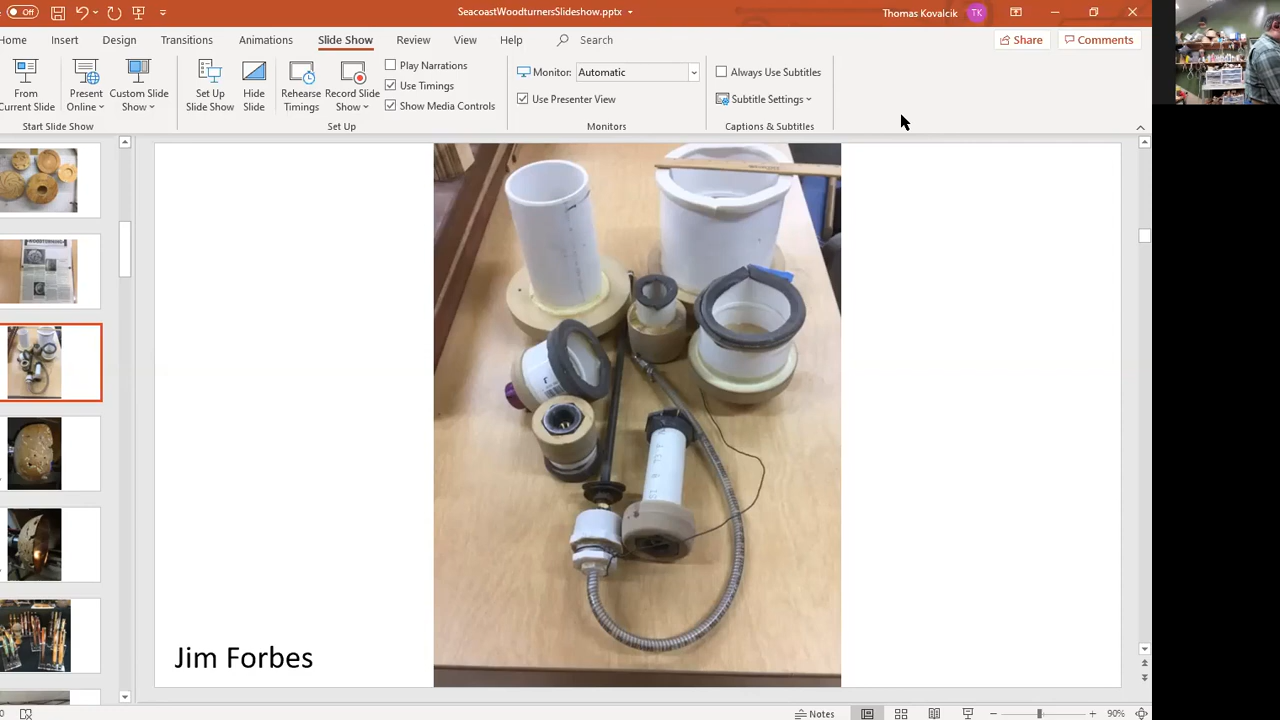 Off
SeacoastWoodturnersSlideshow.pptx
Thomas Kovalcik
TK
Home
Insert
Design
Transitions
Animations
Slide Show
Review
View
Help
Search
Share
Comments
From
Current Slide
Present
Online
Custom Slide
Show
Start Slide Show
Set Up
Slide Show
Hide
Slide
Rehearse
Timings
Record Slide
Show
Play Narrations
Use Timings
Show Media Controls
Set Up
Monitor:
Automatic
Use Presenter View
Monitors
Always Use Subtitles
Subtitle Settings
Captions & Subtitles
Jim Forbes
Notes
90%